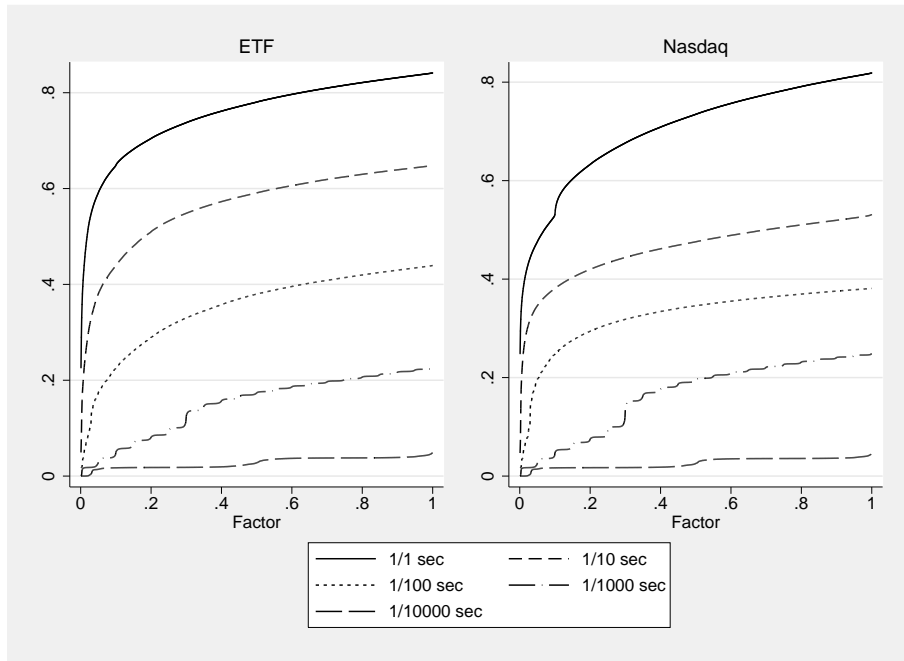 ETF
Nasdaq
.8
.6
.4
.2
0
0 .2 .4 .6 .8 1
Factor
.8
.6
.4
.2
0
0 .2 .4 .6 .8 1
Factor
1/1 sec
1/10 sec
1/100 sec
1/1000 sec
1/10000 sec